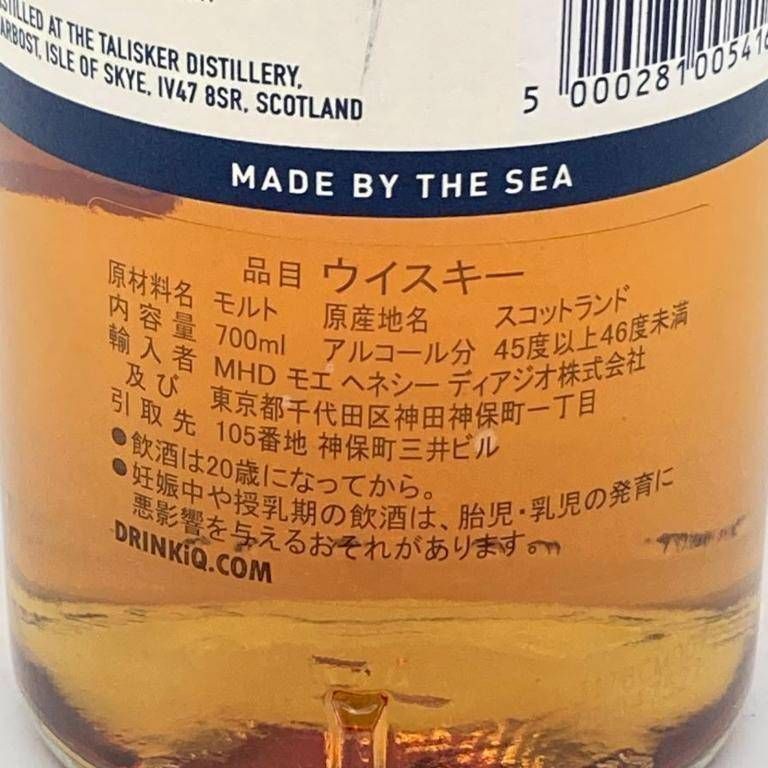 DISTILLED AT THE TALISKER DISTILLERY,
ISLE OF SKYE, IV47 8SR, SCOTLAND
5 000281 00541
MADE BY THE SEA
品目 ウイスキー
原材料名 モルト 原産地名 スコットランド
内容量 700ml アルコール分 45度以上46度未満
輸入者 MHD モエ ヘネシー ディアジオ株式会社
及び 東京都千代田区神田神保町一丁目
引取先 105番地 神保町三井ビル
●飲酒は20歳になってから。
●妊娠中や授乳期の飲酒は、胎児・乳児の発育に
悪影響を与えるおそれがあります。
DRINKiQ.COM